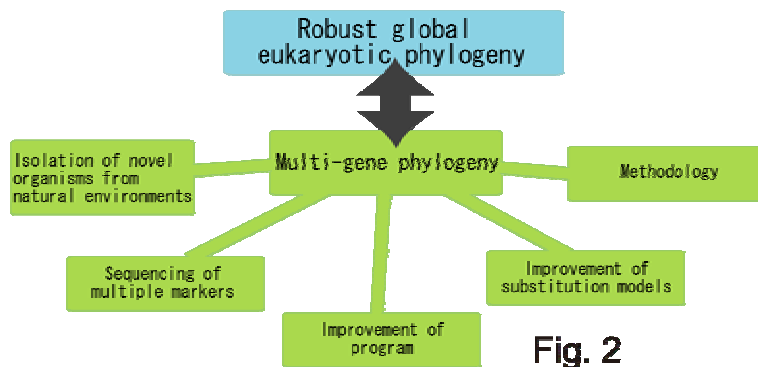 Robust global
eukaryotic phylogeny
Multi-gene phylogeny
Isolation of novel
organisms from
natural environments
Methodology
Sequencing of
multiple markers
Improvement of
substitution models
Improvement of
program
Fig. 2